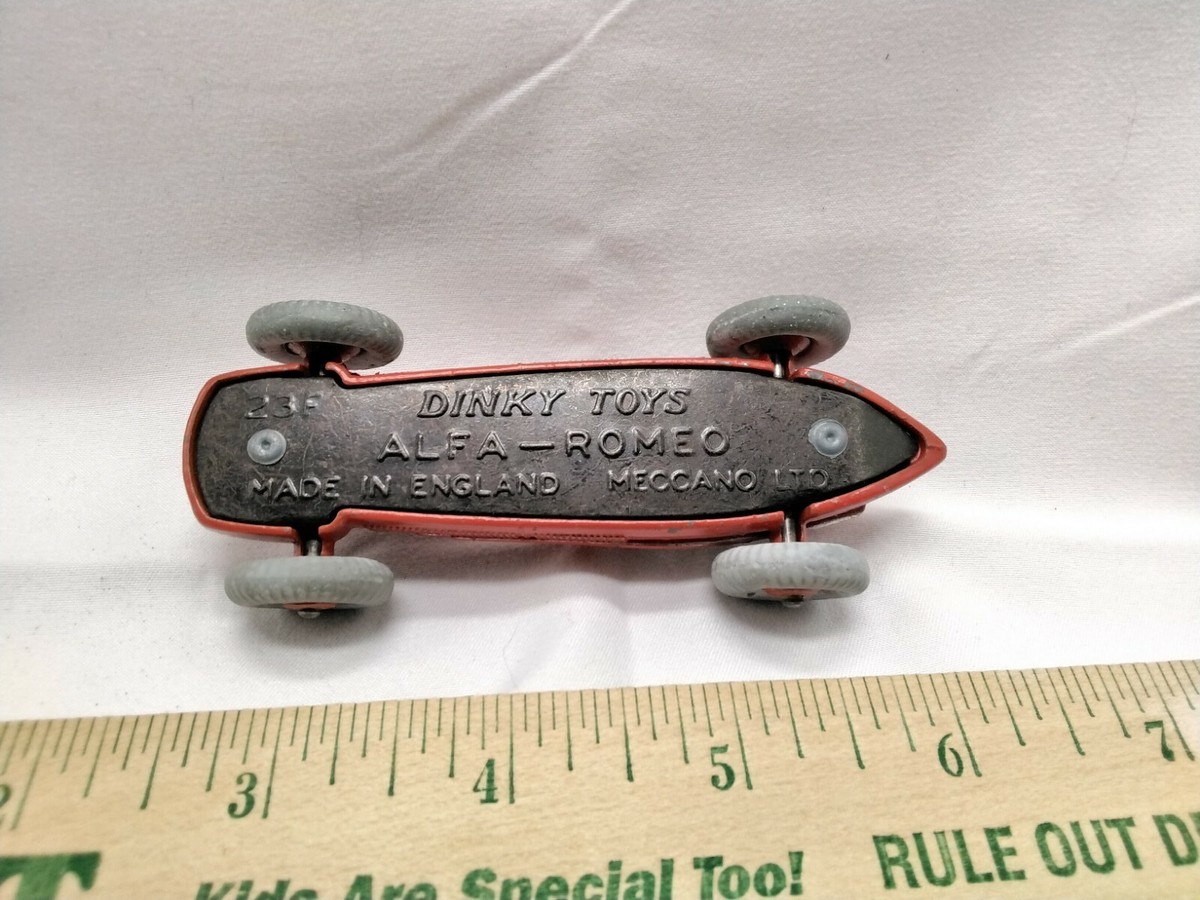 23F
DINKY TOYS
ALFA—ROMEO
MADE IN ENGLAND MECCANO LTD
2 3 4 5 6 7
Kids Are Special Too!
RULE OUT